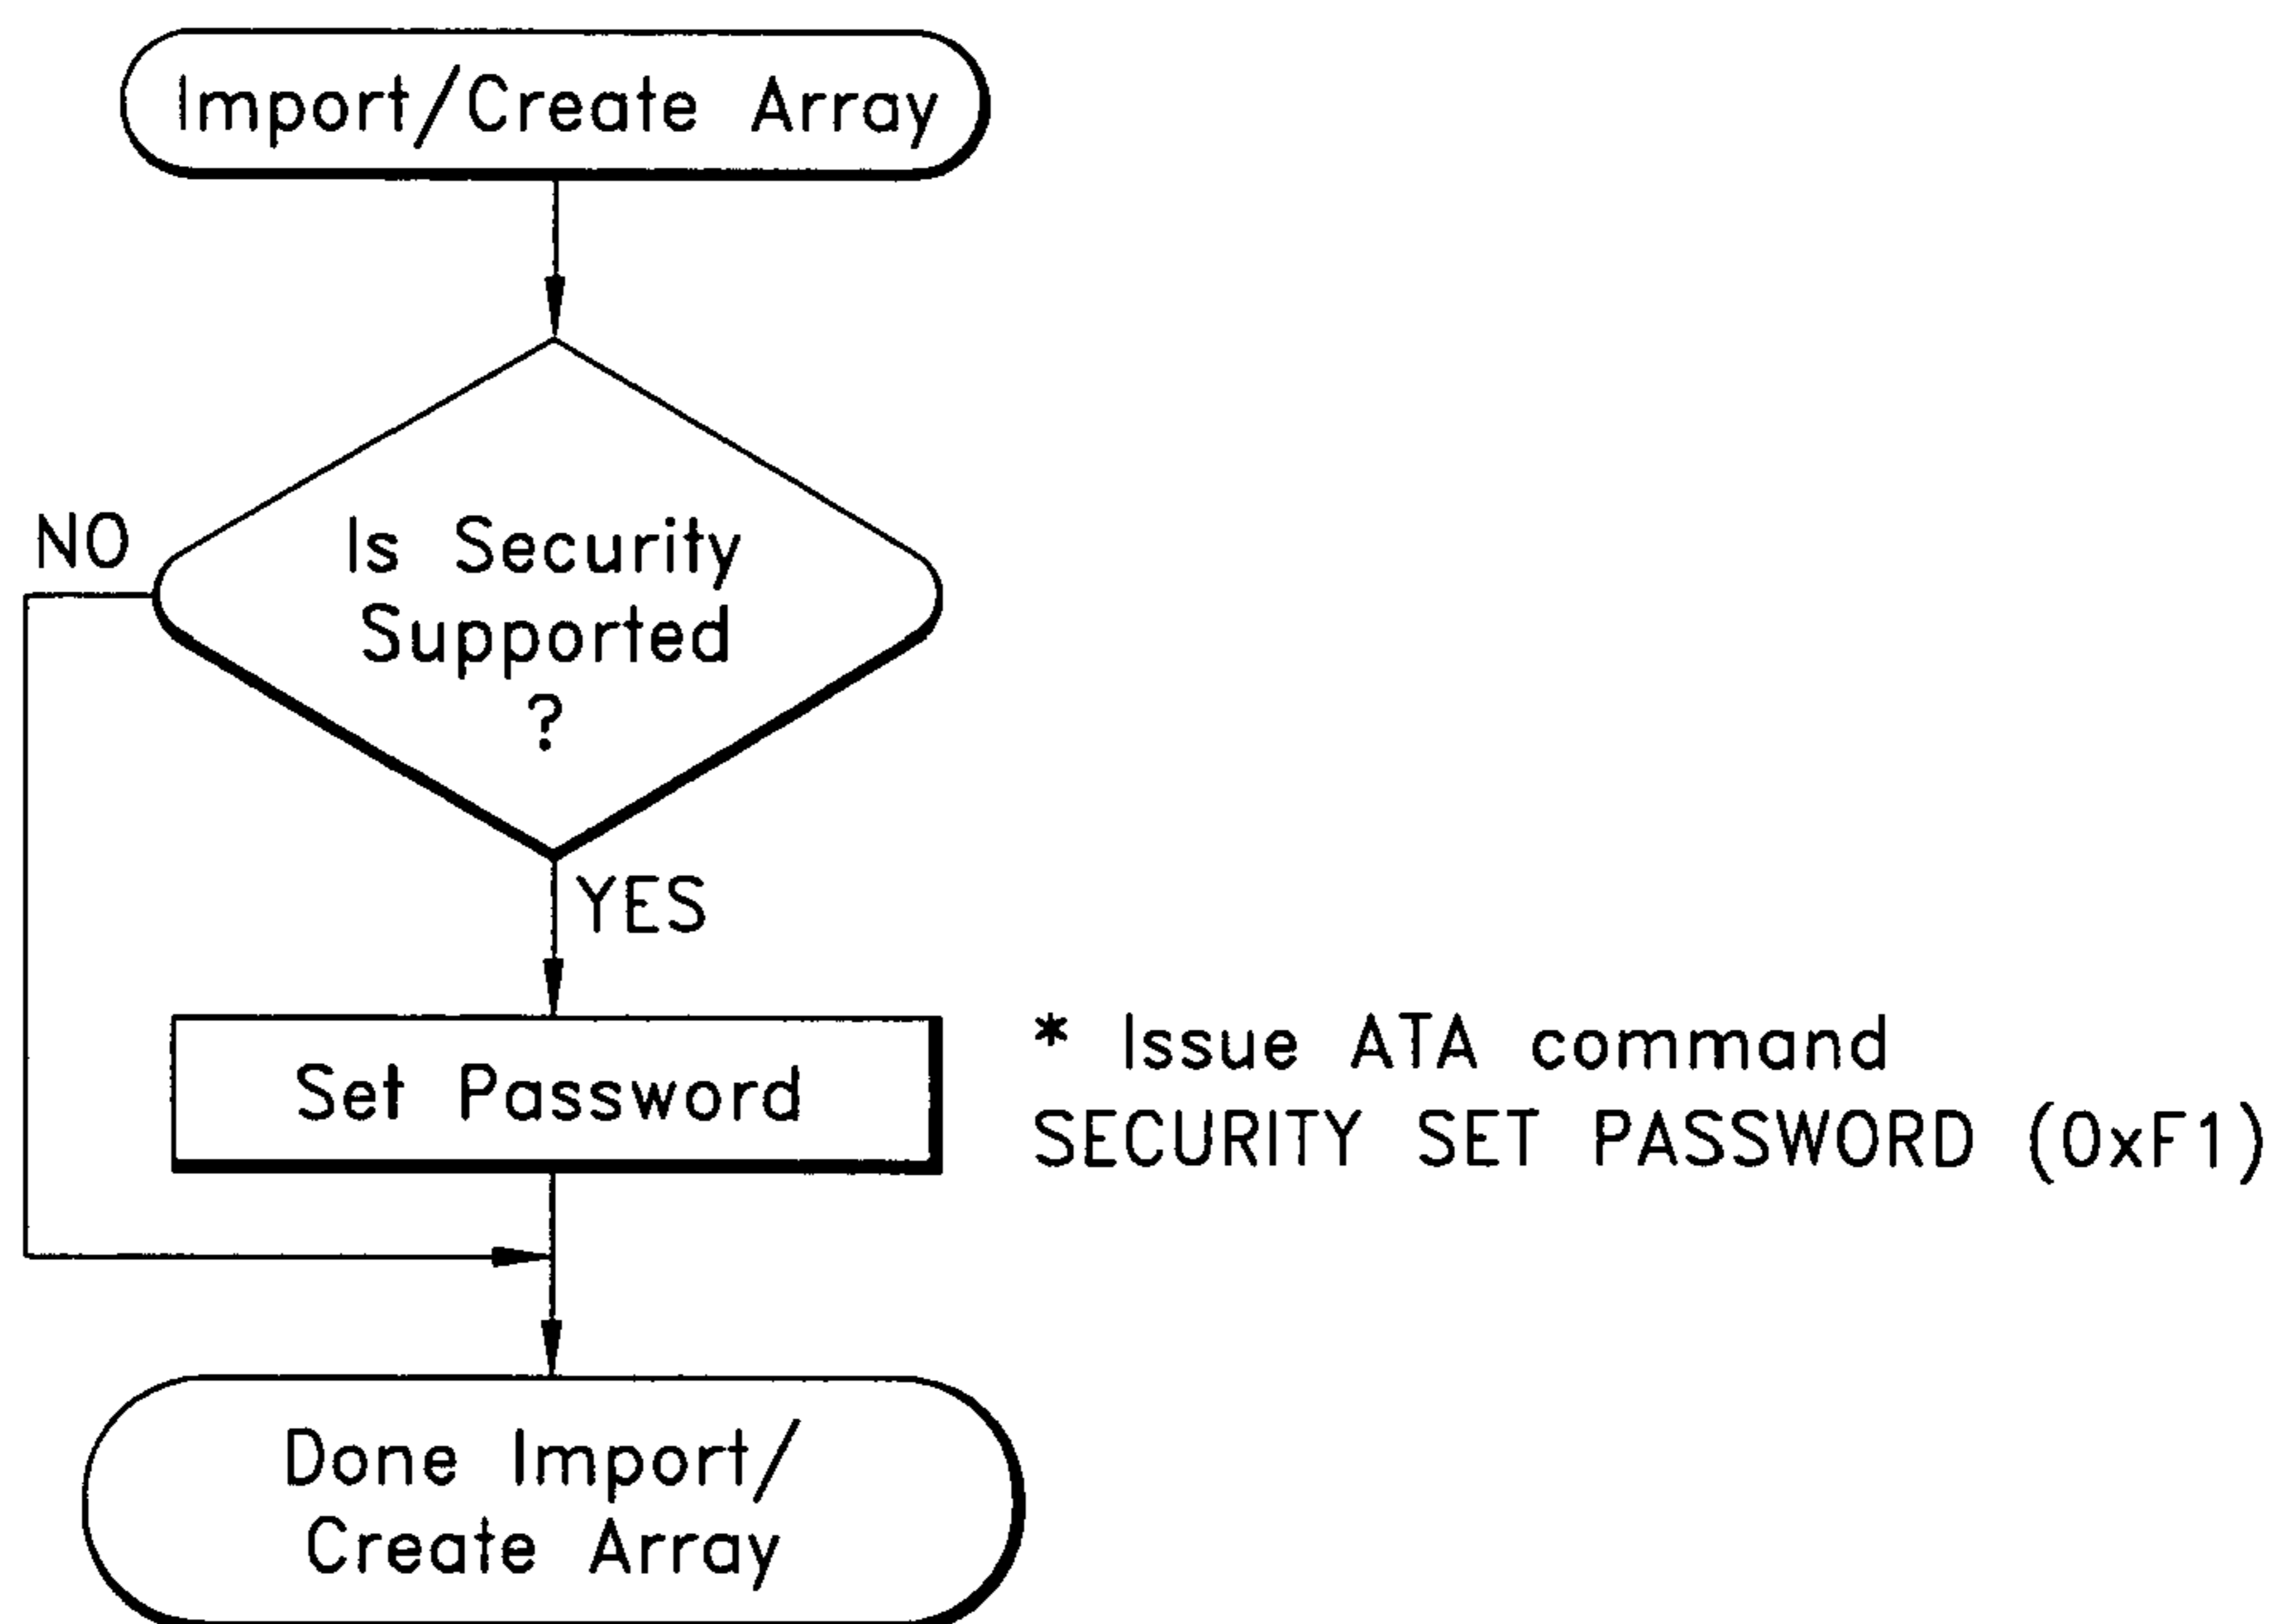 Import/Create Array
NO
Is Security
Supported
?
YES
Set Password
* Issue ATA command
SECURITY SET PASSWORD (0xF1)
Done Import/
Create Array